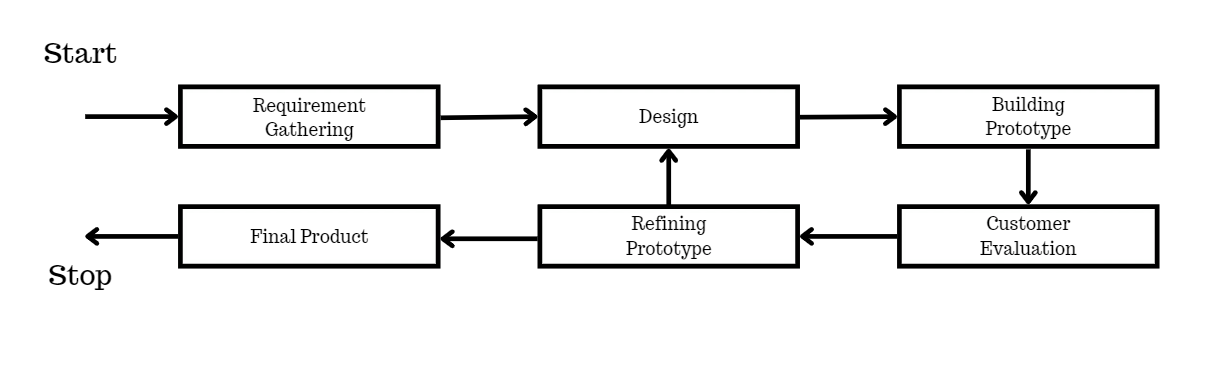 Start
Requirement
Gathering
Design
Building
Prototype
Final Product
Refining
Prototype
Customer
Evaluation
Stop